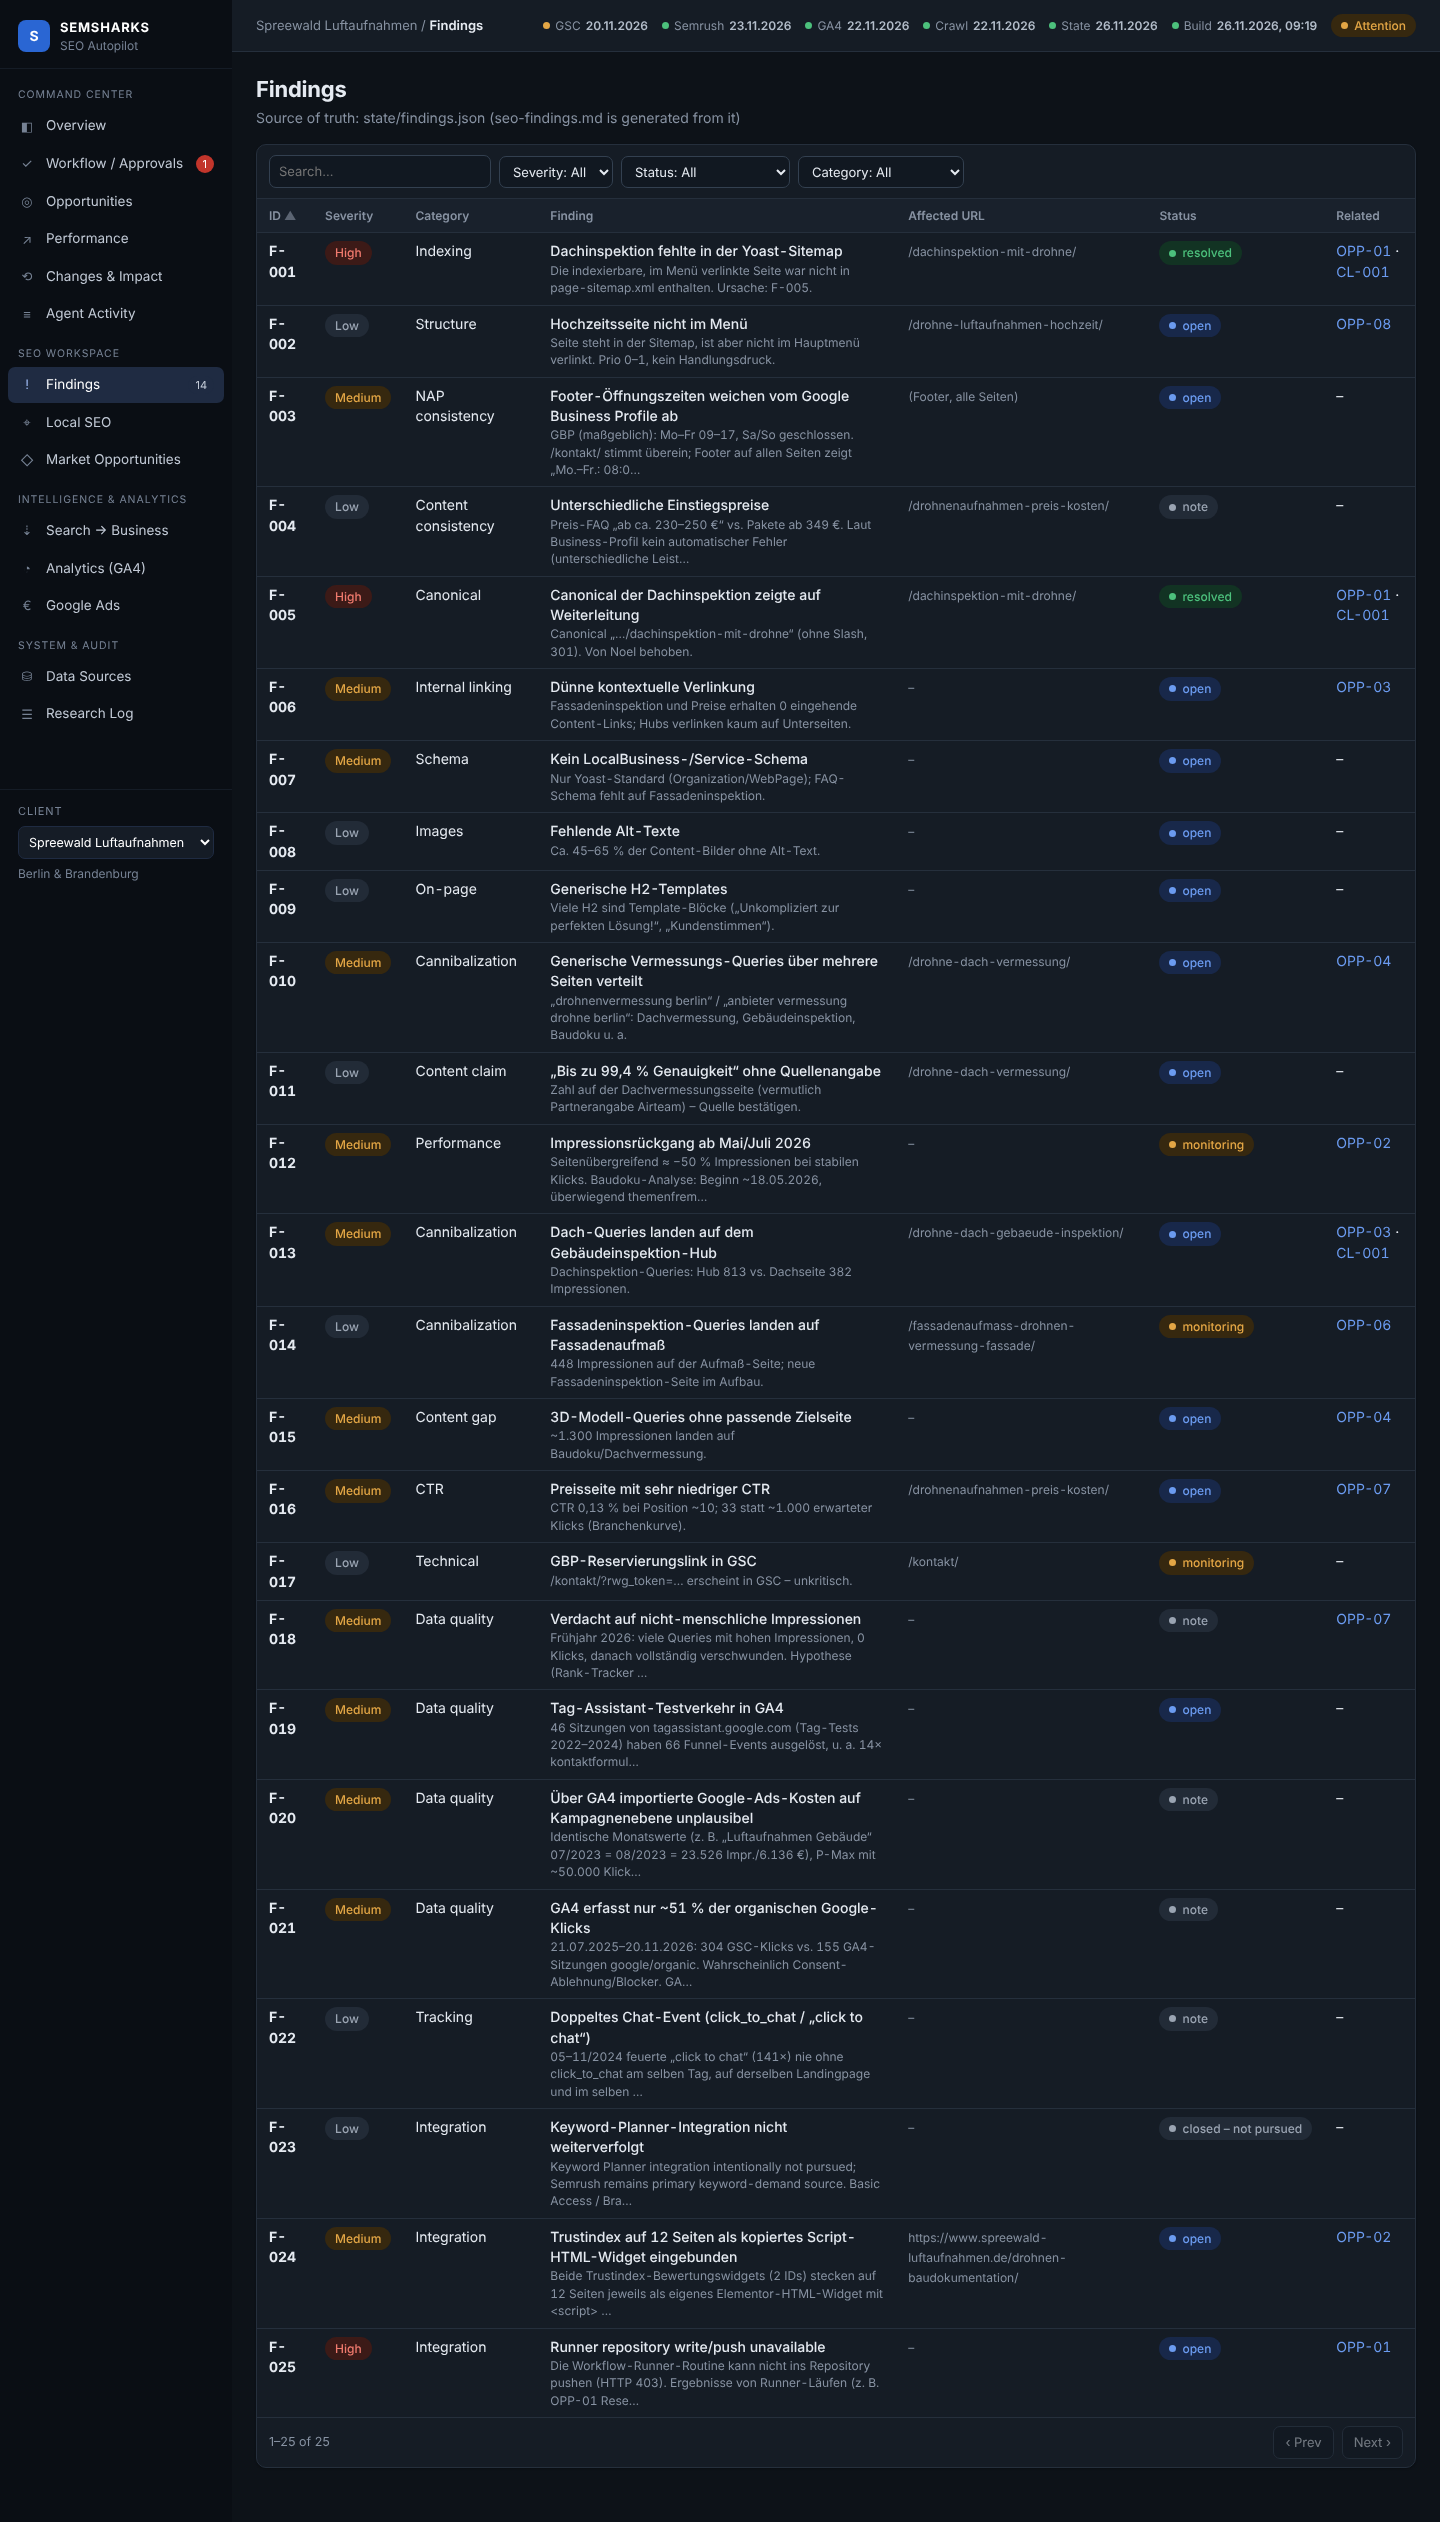 S
SEMSHARKS
SEO Autopilot
COMMAND CENTER
Overview
Workflow / Approvals 1
Opportunities
Performance
Changes & Impact
Agent Activity
SEO WORKSPACE
! Findings 14
Local SEO
Market Opportunities
INTELLIGENCE & ANALYTICS
Search → Business
Analytics (GA4)
€ Google Ads
SYSTEM & AUDIT
Data Sources
Research Log
CLIENT
Spreewald Luftaufnahmen
Berlin & Brandenburg
Spreewald Luftaufnahmen / Findings
GSC 20.11.2026 Semrush 23.11.2026 GA4 22.11.2026 Crawl 22.11.2026 State 26.11.2026 Build 26.11.2026, 09:19 Attention
Findings
Source of truth: state/findings.json (seo-findings.md is generated from it)
Search... Severity: All Status: All Category: All
ID ▲ Severity Category Finding Affected URL Status Related
F-001 High Indexing Dachinspektion fehlte in der Yoast-Sitemap /dachinspektion-mit-drohne/ resolved OPP-01 · CL-001
Die indexierbare, im Menü verlinkte Seite war nicht in
page-sitemap.xml enthalten. Ursache: F-005.
F-002 Low Structure Hochzeitsseite nicht im Menü /drohne-luftaufnahmen-hochzeit/ open OPP-08
Seite steht in der Sitemap, ist aber nicht im Hauptmenü
verlinkt. Prio 0–1, kein Handlungsdruck.
F-003 Medium NAP consistency Footer-Öffnungszeiten weichen vom Google (Footer, alle Seiten) open –
Business Profile ab
GBP (maßgeblich): Mo–Fr 09–17, Sa/So geschlossen.
/kontakt/ stimmt überein; Footer auf allen Seiten zeigt
„Mo.–Fr.: 08:0…
F-004 Low Content consistency Unterschiedliche Einstiegspreise /drohnenaufnahmen-preis-kosten/ note –
Preis-FAQ „ab ca. 230–250 €“ vs. Pakete ab 349 €. Laut
Business-Profil kein automatischer Fehler
(unterschiedliche Leist…
F-005 High Canonical Canonical der Dachinspektion zeigte auf /dachinspektion-mit-drohne/ resolved OPP-01 · CL-001
Weiterleitung
Canonical „…/dachinspektion-mit-drohne“ (ohne Slash,
301). Von Noel behoben.
F-006 Medium Internal linking Dünne kontextuelle Verlinkung – open OPP-03
Fassadeninspektion und Preise erhalten 0 eingehende
Content-Links; Hubs verlinken kaum auf Unterseiten.
F-007 Medium Schema Kein LocalBusiness-/Service-Schema – open –
Nur Yoast-Standard (Organization/WebPage); FAQ-
Schema fehlt auf Fassadeninspektion.
F-008 Low Images Fehlende Alt-Texte – open –
Ca. 45–65 % der Content-Bilder ohne Alt-Text.
F-009 Low On-page Generische H2-Templates – open –
Viele H2 sind Template-Blöcke („Unkompliziert zur
perfekten Lösung!“, „Kundenstimmen“).
F-010 Medium Cannibalization Generische Vermessungs-Queries über mehrere /drohne-dach-vermessung/ open OPP-04
Seiten verteilt
„drohnenvermessung berlin“ / „anbieter vermessung
drohne berlin“: Dachvermessung, Gebäudeinspektion,
Baudoku u. a.
F-011 Low Content claim „Bis zu 99,4 % Genauigkeit“ ohne Quellenangabe /drohne-dach-vermessung/ open –
Zahl auf der Dachvermessungsseite (vermutlich
Partnerangabe Airteam) – Quelle bestätigen.
F-012 Medium Performance Impressionsrückgang ab Mai/Juli 2026 – monitoring OPP-02
Seitenübergreifend ≈ −50 % Impressionen bei stabilen
Klicks. Baudoku-Analyse: Beginn ~18.05.2026,
überwiegend themenfrem…
F-013 Medium Cannibalization Dach-Queries landen auf dem /drohne-dach-gebaeude-inspektion/ open OPP-03 · CL-001
Gebäudeinspektion-Hub
Dachinspektion-Queries: Hub 813 vs. Dachseite 382
Impressionen.
F-014 Low Cannibalization Fassadeninspektion-Queries landen auf /fassadenaufmass-drohnen-vermessung-fassade/ monitoring OPP-06
Fassadenaufmaß
448 Impressionen auf der Aufmaß-Seite; neue
Fassadeninspektion-Seite im Aufbau.
F-015 Medium Content gap 3D-Modell-Queries ohne passende Zielseite – open OPP-04
~1.300 Impressionen landen auf
Baudoku/Dachvermessung.
F-016 Medium CTR Preisseite mit sehr niedriger CTR /drohnenaufnahmen-preis-kosten/ open OPP-07
CTR 0,13 % bei Position ~10; 33 statt ~1.000 erwarteter
Klicks (Branchenkurve).
F-017 Low Technical GBP-Reservierungslink in GSC /kontakt/ monitoring –
/kontakt/?rwg_token=… erscheint in GSC – unkritisch.
F-018 Medium Data quality Verdacht auf nicht-menschliche Impressionen – note OPP-07
Frühjahr 2026: viele Queries mit hohen Impressionen, 0
Klicks, danach vollständig verschwunden. Hypothese
(Rank-Tracker …
F-019 Medium Data quality Tag-Assistant-Testverkehr in GA4 – open –
46 Sitzungen von tagassistant.google.com (Tag-Tests
2022–2024) haben 66 Funnel-Events ausgelöst, u. a. 14×
kontaktformul…
F-020 Medium Data quality Über GA4 importierte Google-Ads-Kosten auf – note –
Kampagnenebene unplausibel
Identische Monatswerte (z. B. „Luftaufnahmen Gebäude“
07/2023 = 08/2023 = 23.526 Impr./6.136 €), P-Max mit
~50.000 Klick…
F-021 Medium Data quality GA4 erfasst nur ~51 % der organischen Google- – note –
Klicks
21.07.2025–20.11.2026: 304 GSC-Klicks vs. 155 GA4-
Sitzungen google/organic. Wahrscheinlich Consent-
Ablehnung/Blocker. GA…
F-022 Low Tracking Doppeltes Chat-Event (click_to_chat / „click to – note –
chat“)
05–11/2024 feuerte „click to chat“ (141×) nie ohne
click_to_chat am selben Tag, auf derselben Landingpage
und im selben …
F-023 Low Integration Keyword-Planner-Integration nicht – closed – not pursued –
weiterverfolgt
Keyword Planner integration intentionally not pursued;
Semrush remains primary keyword-demand source. Basic
Access / Bra…
F-024 Medium Integration Trustindex auf 12 Seiten als kopiertes Script- https://www.spreewald-luftaufnahmen.de/drohnen-baudokumentation/ open OPP-02
HTML-Widget eingebunden
Beide Trustindex-Bewertungswidgets (2 IDs) stecken auf
12 Seiten jeweils als eigenes Elementor-HTML-Widget mit
<script> …
F-025 High Integration Runner repository write/push unavailable – open OPP-01
Die Workflow-Runner-Routine kann nicht ins Repository
pushen (HTTP 403). Ergebnisse von Runner-Läufen (z. B.
OPP-01 Rese…
1–25 of 25 ‹ Prev Next ›